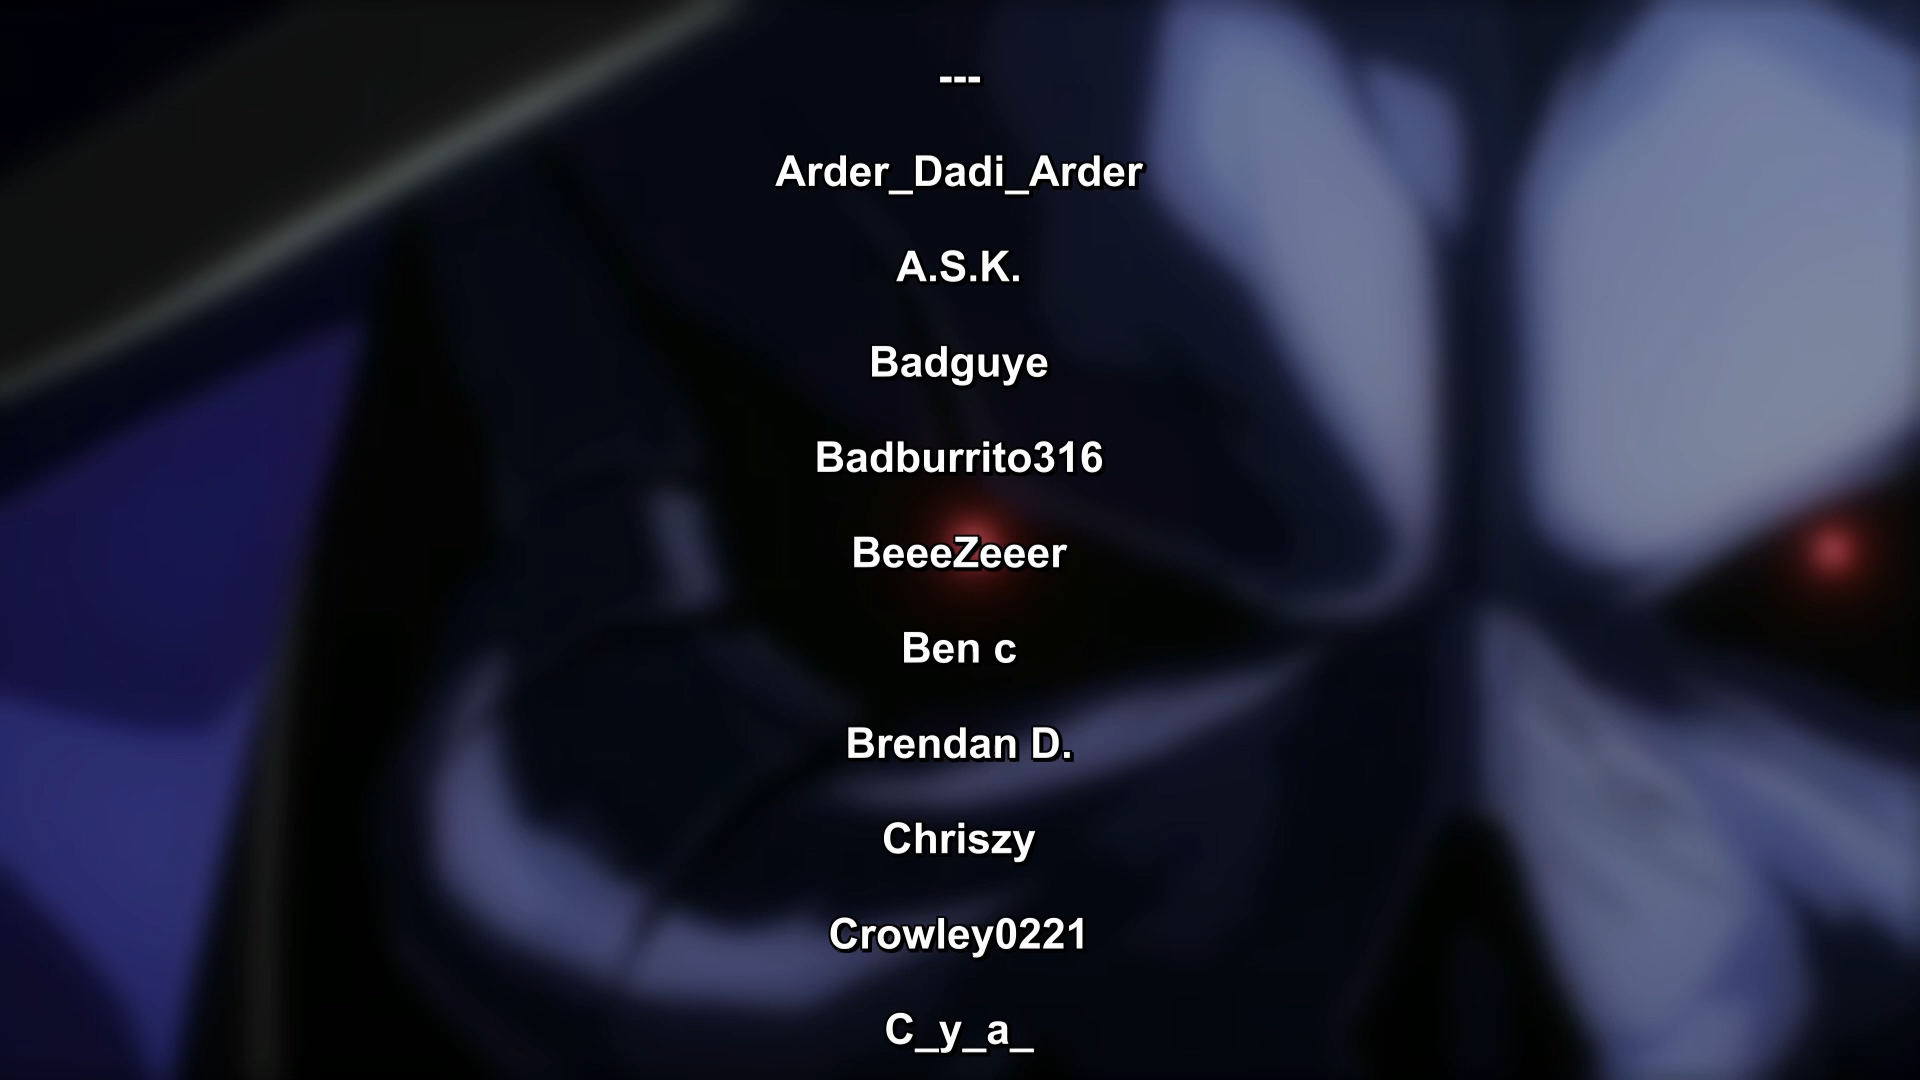 ---
Arder_Dadi_Arder
A.S.K.
Badguye
Badburrito316
BeeeZeeer
Ben c
Brendan D.
Chriszy
Crowley0221
C_y_a_